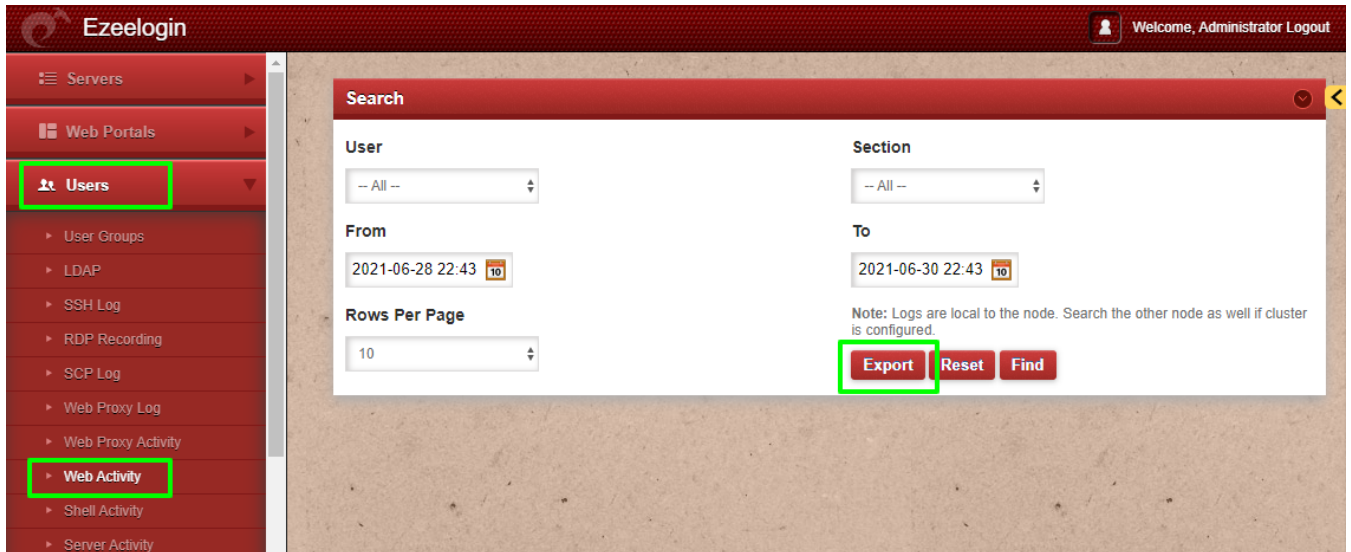 Ezeelogin
Welcome, Administrator Logout
Servers
Web Portals
Users
User Groups
LDAP
SSH Log
RDP Recording
SCP Log
Web Proxy Log
Web Proxy Activity
Web Activity
Shell Activity
Server Activity
Search
User
Section
-- All --
-- All --
From
To
2021-06-28 22:43
10
2021-06-30 22:43
10
Rows Per Page
10
Note: Logs are local to the node. Search the other node as well if cluster
is configured.
Export
Reset
Find